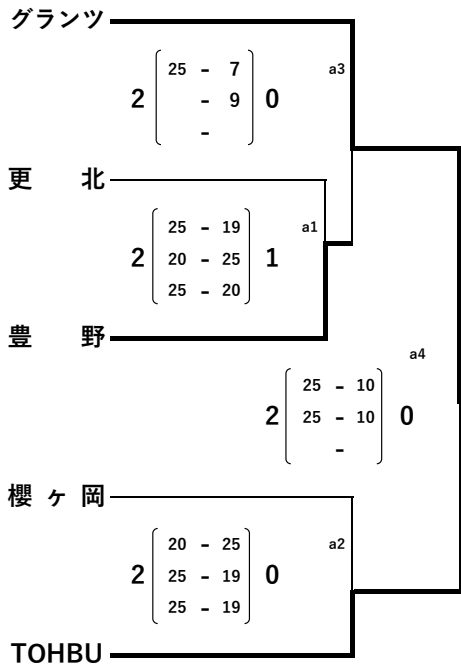 グランツ
a3
25 - 7
2 - 9 0
-
更 北
25 - 19 a1
2 20 - 25 1
25 - 20
豊 野
a4
25 - 10
2 25 - 10 0
-
櫻 ヶ 岡
20 - 25 a2
2 25 - 19 0
25 - 19
TOHBU